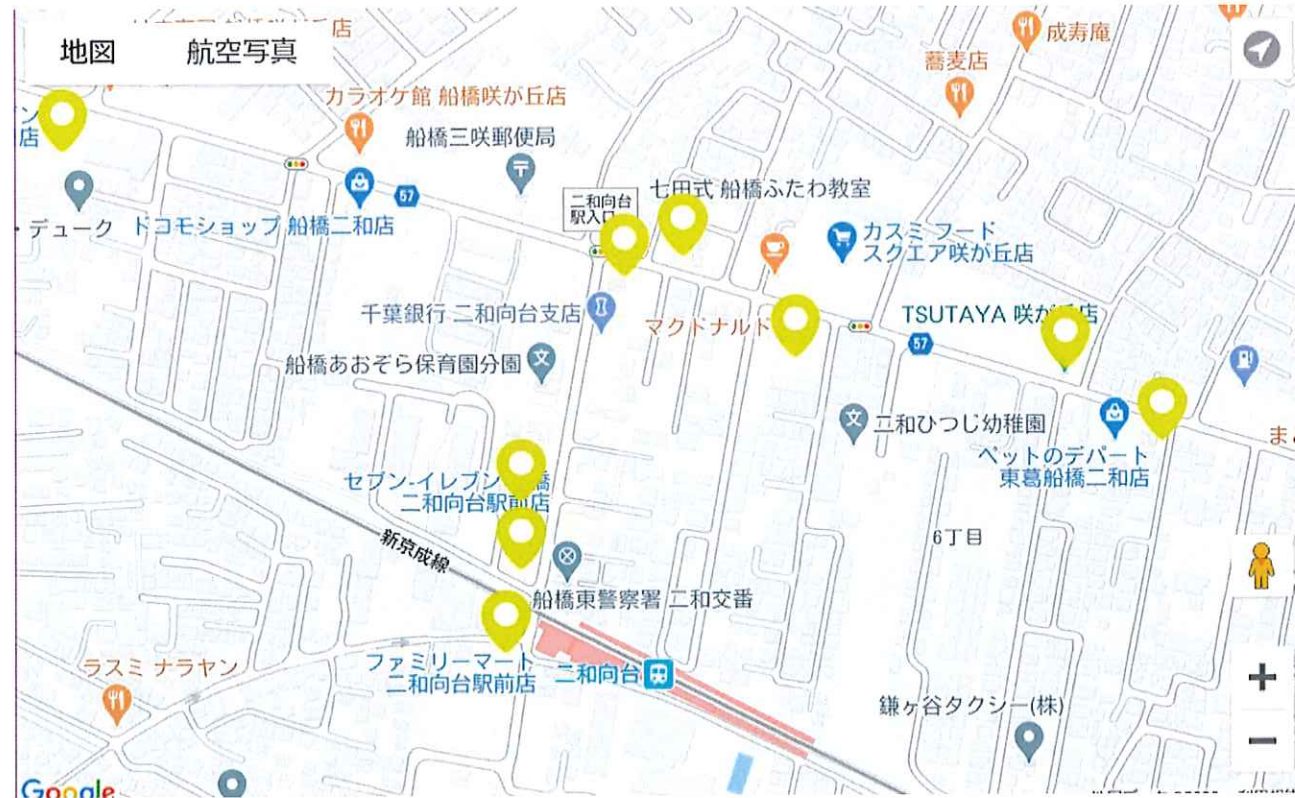 店
地図
航空写真
成寿庵
蕎麦店
カラオケ館 船橋咲が丘店
ン
店
船橋三咲郵便局
57
二和向台
駅入口
七田式 船橋ふたわ教室
・デューク
ドコモショップ 船橋二和店
カスミ フード
スクエア咲が丘店
千葉銀行 二和向台支店
マクドナルド
TSUTAYA 咲が丘店
57
船橋あおぞら保育園分園
二和ひつじ幼稚園
ま
ペットのデパート
東葛船橋二和店
セブン-イレブン 橋
二和向台駅前店
新京成線
6丁目
船橋東警察署 二和交番
ラスミ ナラヤン
ファミリーマート
二和向台駅前店
二和向台
鎌ヶ谷タクシー(株)
Google